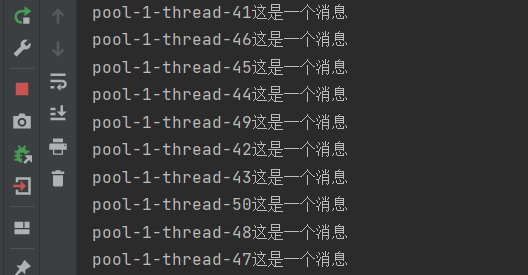 pool-1-thread-41这是一个消息
pool-1-thread-46这是一个消息
pool-1-thread-45这是一个消息
pool-1-thread-44这是一个消息
pool-1-thread-49这是一个消息
pool-1-thread-42这是一个消息
pool-1-thread-43这是一个消息
pool-1-thread-50这是一个消息
pool-1-thread-48这是一个消息
pool-1-thread-47这是一个消息